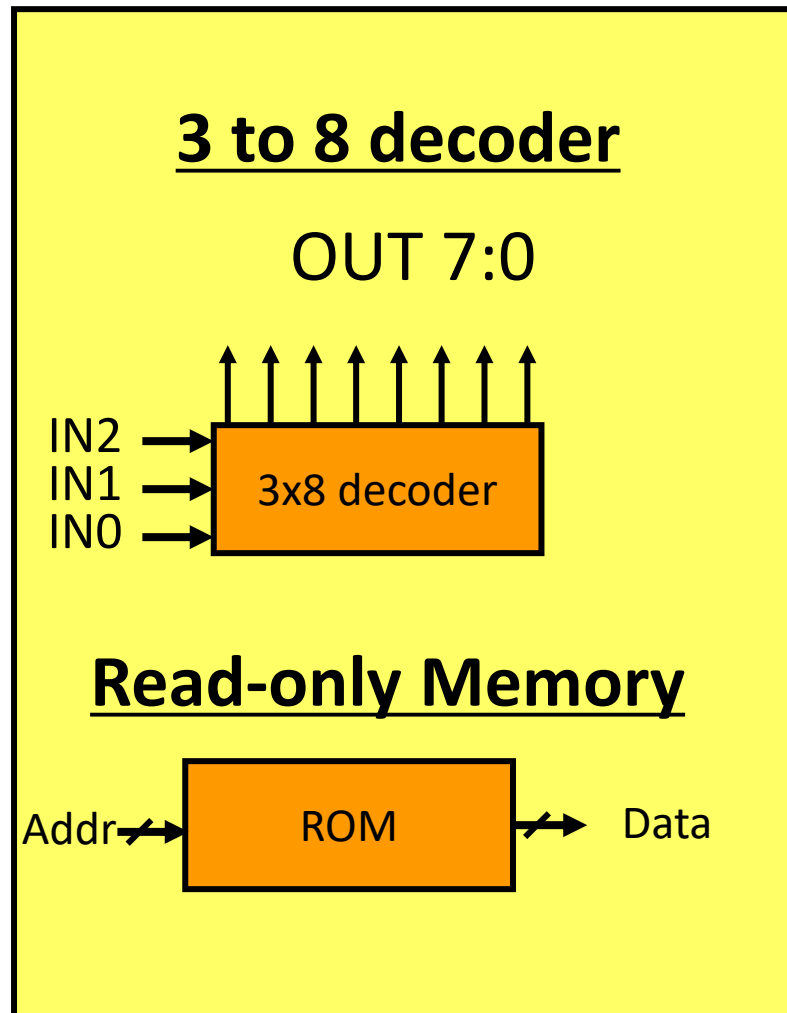 3 to 8 decoder
OUT 7:0
IN2
IN1
IN0
3x8 decoder
Read-only Memory
Addr
ROM
Data